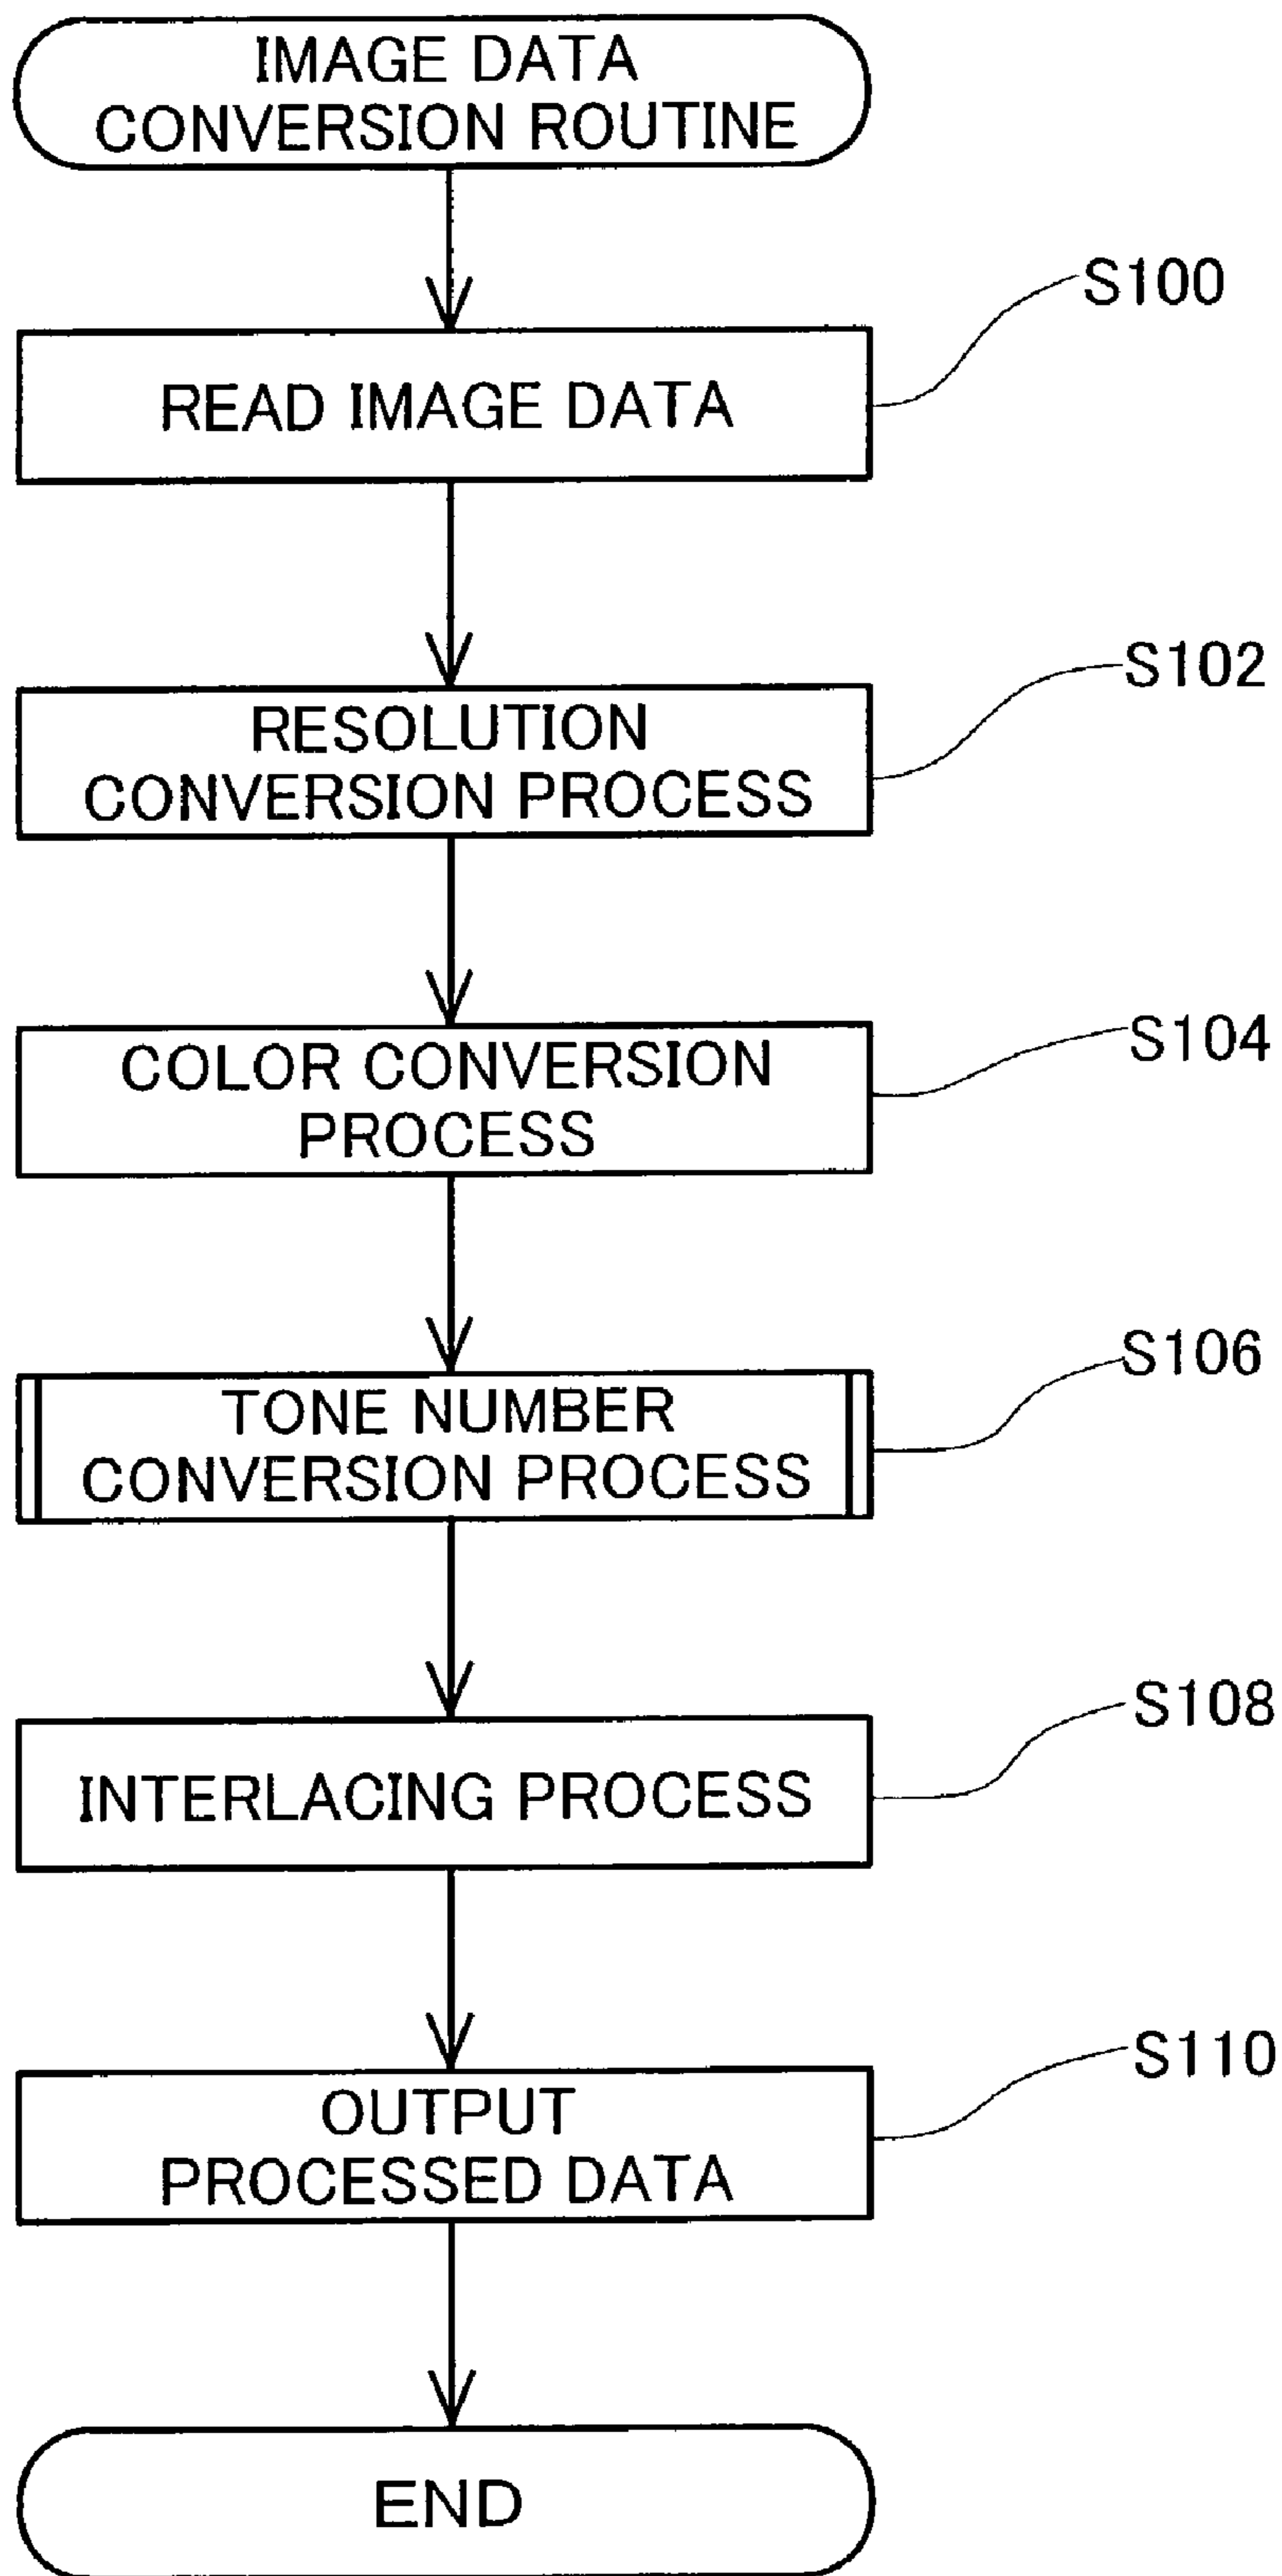 IMAGE DATA
CONVERSION ROUTINE
S100
READ IMAGE DATA
S102
RESOLUTION
CONVERSION PROCESS
S104
COLOR CONVERSION
PROCESS
S106
TONE NUMBER
CONVERSION PROCESS
S108
INTERLACING PROCESS
S110
OUTPUT
PROCESSED DATA
END